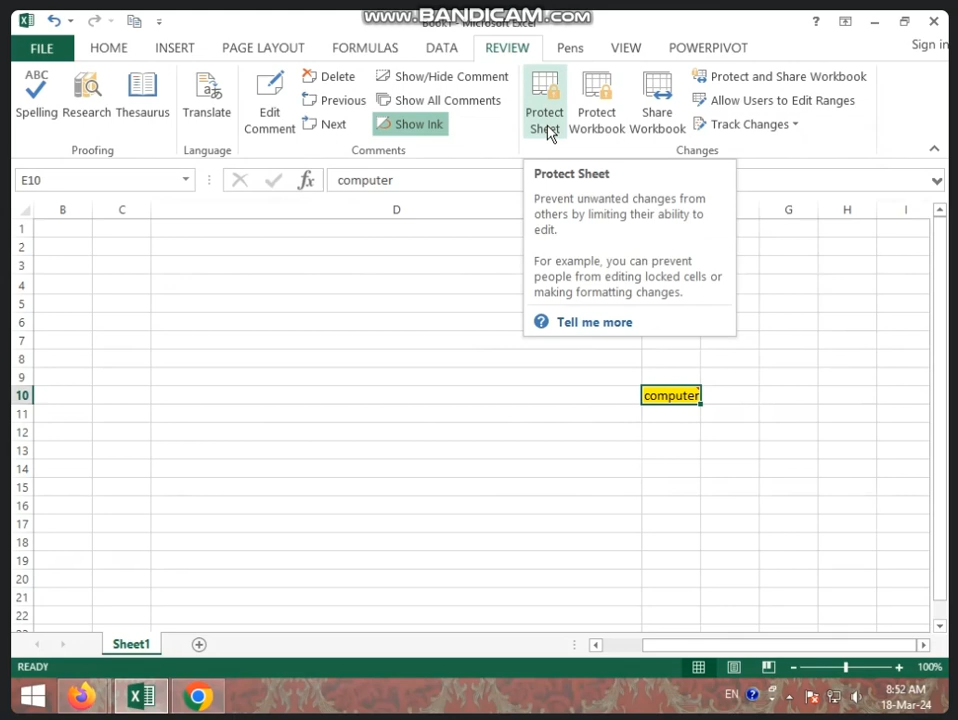 www.BANDICAM.com
FILE HOME INSERT PAGE LAYOUT FORMULAS DATA REVIEW Pens VIEW POWERPIVOT Sign in
ABC
Spelling
Research
Thesaurus
Proofing
Translate
Language
Edit
Comment
Delete
Previous
Next
Show/Hide Comment
Show All Comments
Show Ink
Comments
Protect
Sheet
Protect
Workbook
Share
Workbook
Protect and Share Workbook
Allow Users to Edit Ranges
Track Changes
Changes
E10
fx
computer
Protect Sheet
Prevent unwanted changes from
others by limiting their ability to
edit.
For example, you can prevent
people from editing locked cells or
making formatting changes.
? Tell me more
B C D G H I
1
2
3
4
5
6
7
8
9
10 computer
11
12
13
14
15
16
17
18
19
20
21
22
Sheet1
READY
100%
EN
8:52 AM
18-Mar-24